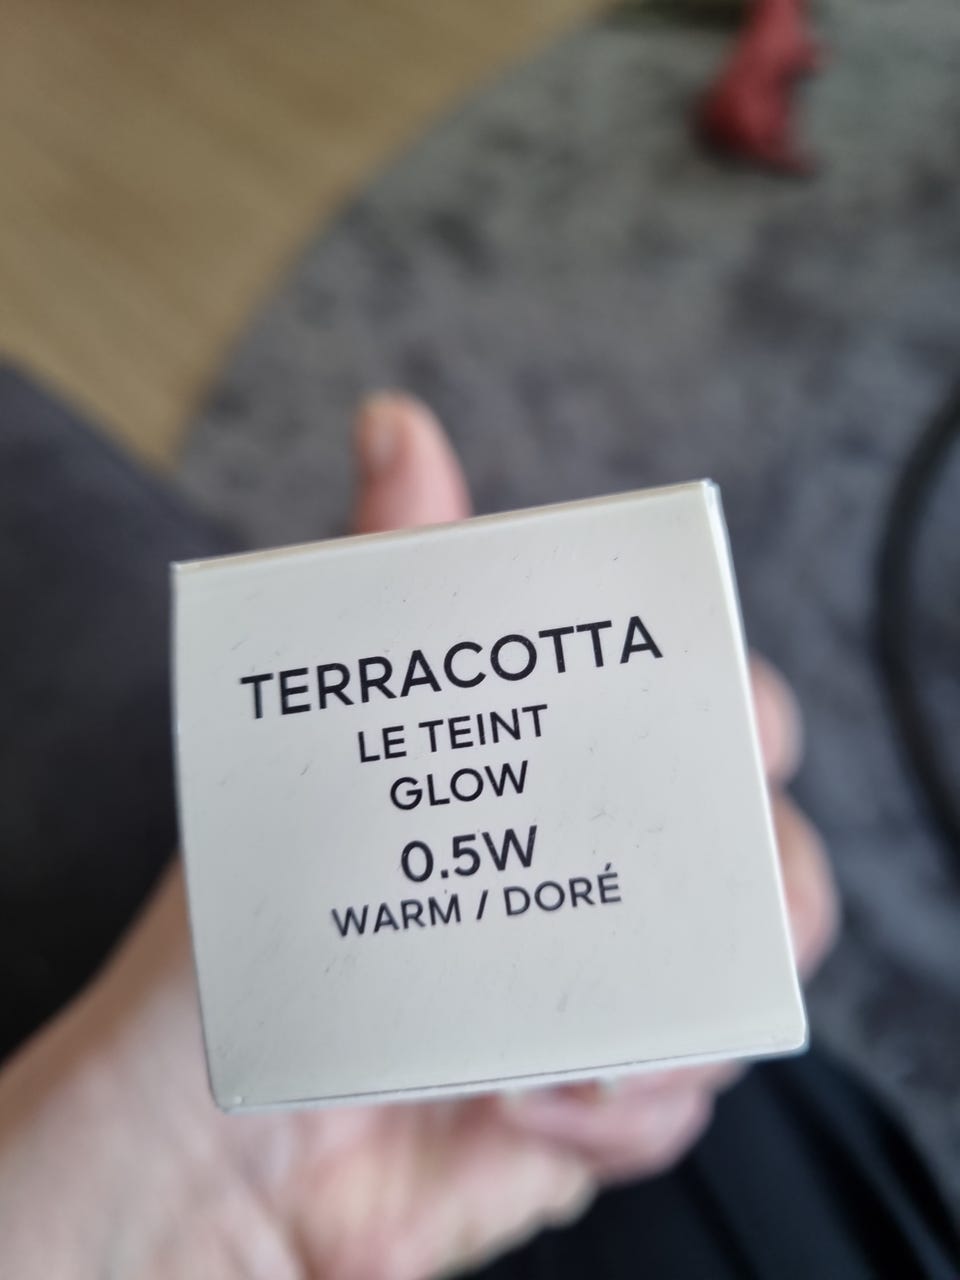 TERRACOTTA
LE TEINT
GLOW
0.5W
WARM / DORÉ